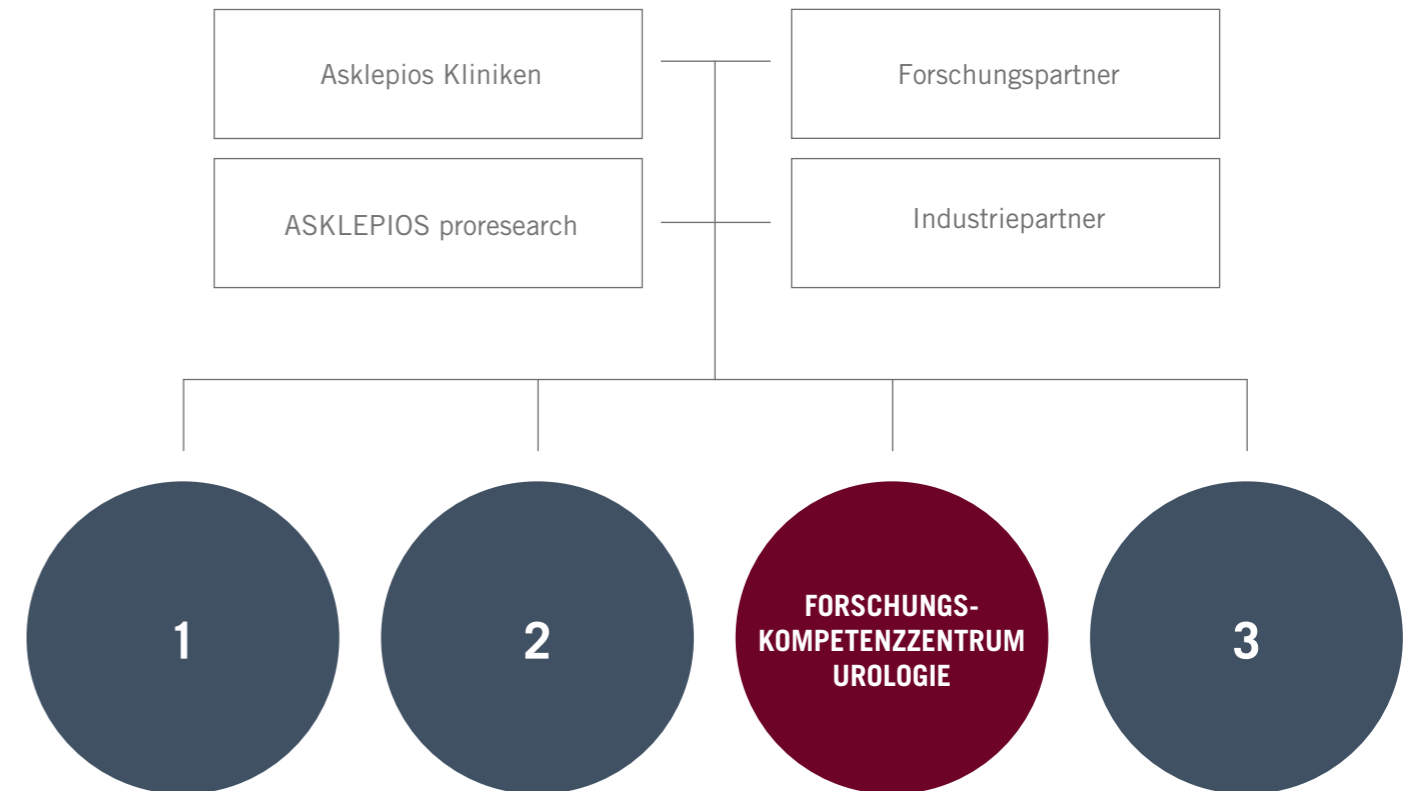 Asklepios Kliniken
Forschungspartner
ASKLEPIOS proresearch
Industriepartner
1
2
FORSCHUNGS-
KOMPETENZZENTRUM
UROLOGIE
3